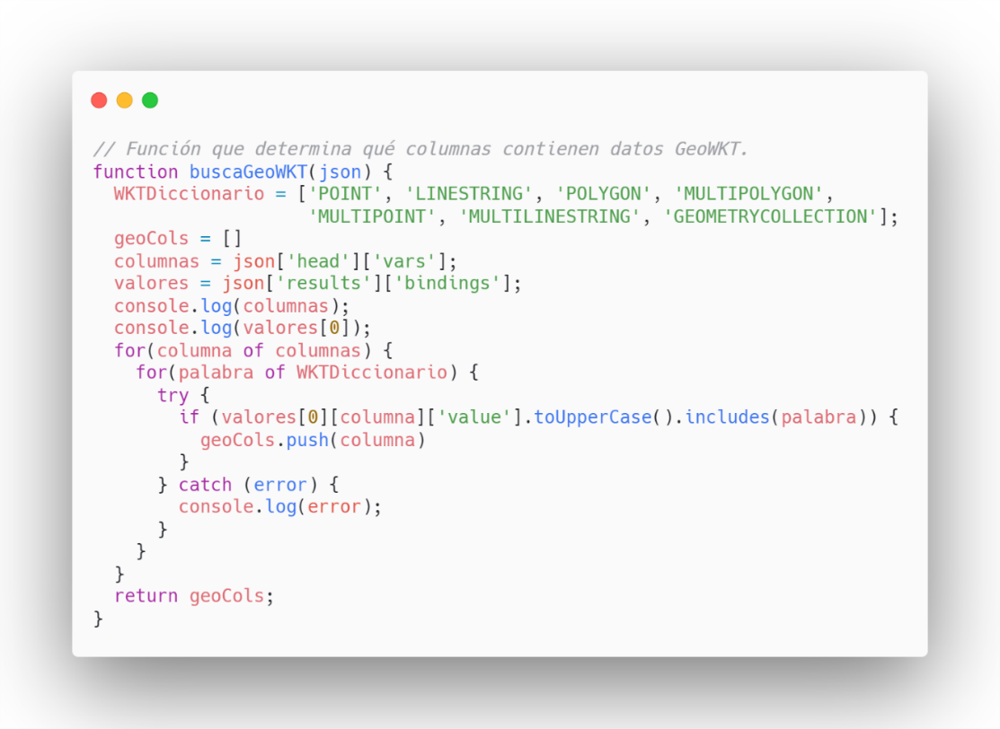 // Función que determina qué columnas contienen datos GeoWKT.
function buscaGeoWKT(json) {
  WKTDiccionario = ['POINT', 'LINESTRING', 'POLYGON', 'MULTIPOLYGON',
                    'MULTIPOINT', 'MULTILINESTRING', 'GEOMETRYCOLLECTION'];
  geoCols = []
  columnas = json['head']['vars'];
  valores = json['results']['bindings'];
  console.log(columnas);
  console.log(valores[0]);
  for(columna of columnas) {
    for(palabra of WKTDiccionario) {
      try {
        if (valores[0][columna]['value'].toUpperCase().includes(palabra)) {
          geoCols.push(columna)
        }
      } catch (error) {
        console.log(error);
      }
    }
  }
  return geoCols;
}